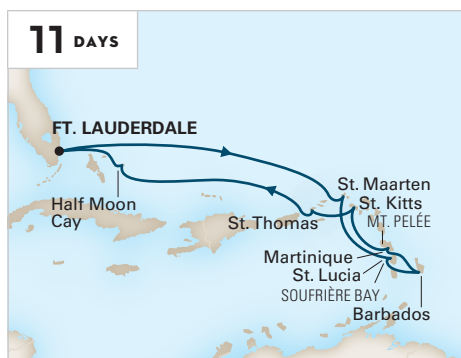 11 DAYS
FT. LAUDERDALE
Half Moon
Cay
St. Thomas
St. Maarten
St. Kitts
MT. PELÉE
Martinique
St. Lucia
SOUFRIÈRE BAY
Barbados